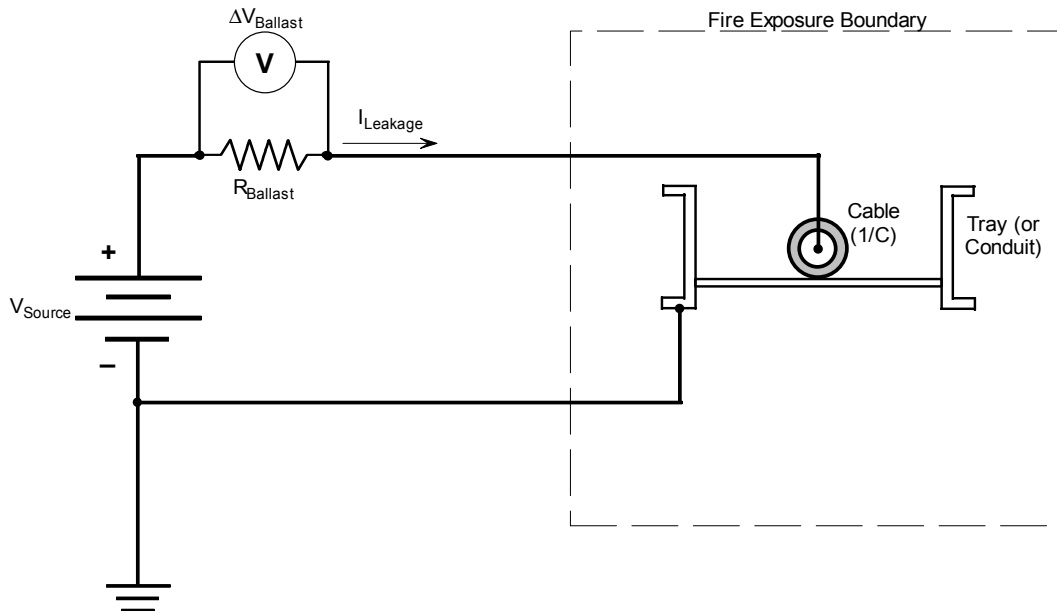 ΔV_Ballast
Fire Exposure Boundary
V
I_Leakage
R_Ballast
Cable
(1/C)
Tray (or
Conduit)
+
V_Source
–